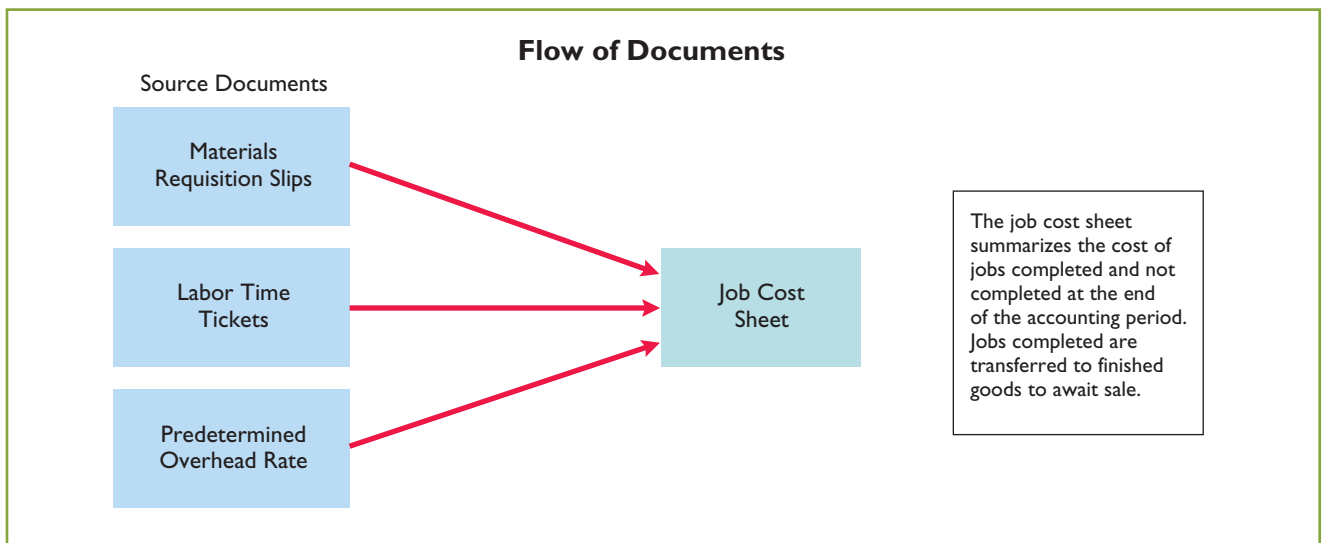 Flow of Documents
Source Documents
Materials
Requisition Slips
Labor Time
Tickets
Predetermined
Overhead Rate
Job Cost
Sheet
The job cost sheet
summarizes the cost of
jobs completed and not
completed at the end
of the accounting period.
Jobs completed are
transferred to finished
goods to await sale.